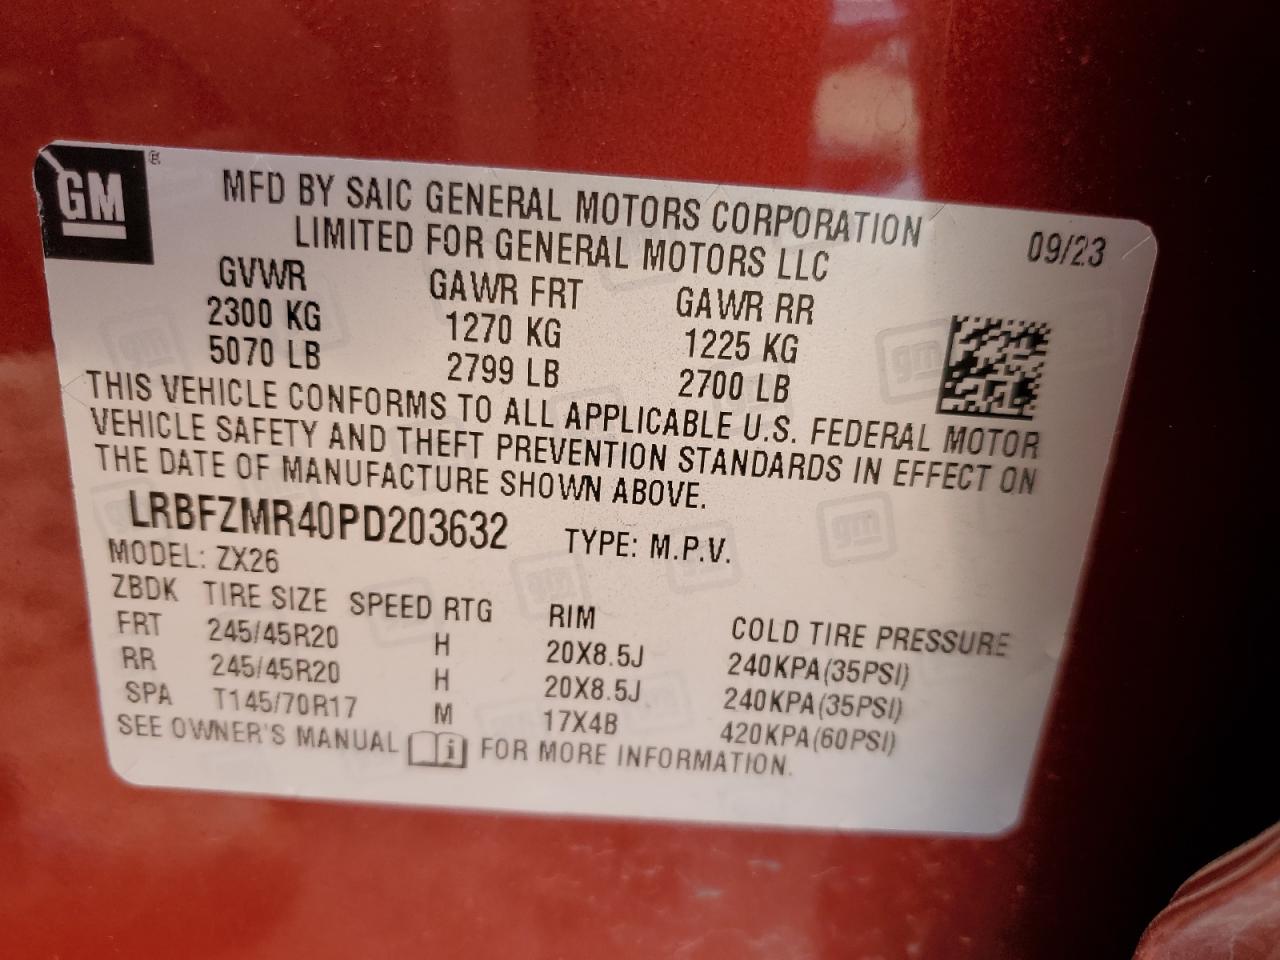 GM ®
MFD BY SAIC GENERAL MOTORS CORPORATION
LIMITED FOR GENERAL MOTORS LLC
09/23
GVWR GAWR FRT GAWR RR
2300 KG 1270 KG 1225 KG
5070 LB 2799 LB 2700 LB
THIS VEHICLE CONFORMS TO ALL APPLICABLE U.S. FEDERAL MOTOR
VEHICLE SAFETY AND THEFT PREVENTION STANDARDS IN EFFECT ON
THE DATE OF MANUFACTURE SHOWN ABOVE.
LRBFZMR40PD203632 TYPE: M.P.V.
MODEL: ZX26
ZBDK TIRE SIZE SPEED RTG RIM COLD TIRE PRESSURE
FRT 245/45R20 H 20X8.5J 240KPA(35PSI)
RR 245/45R20 H 20X8.5J 240KPA(35PSI)
SPA T145/70R17 M 17X4B 420KPA(60PSI)
SEE OWNER'S MANUAL i FOR MORE INFORMATION.